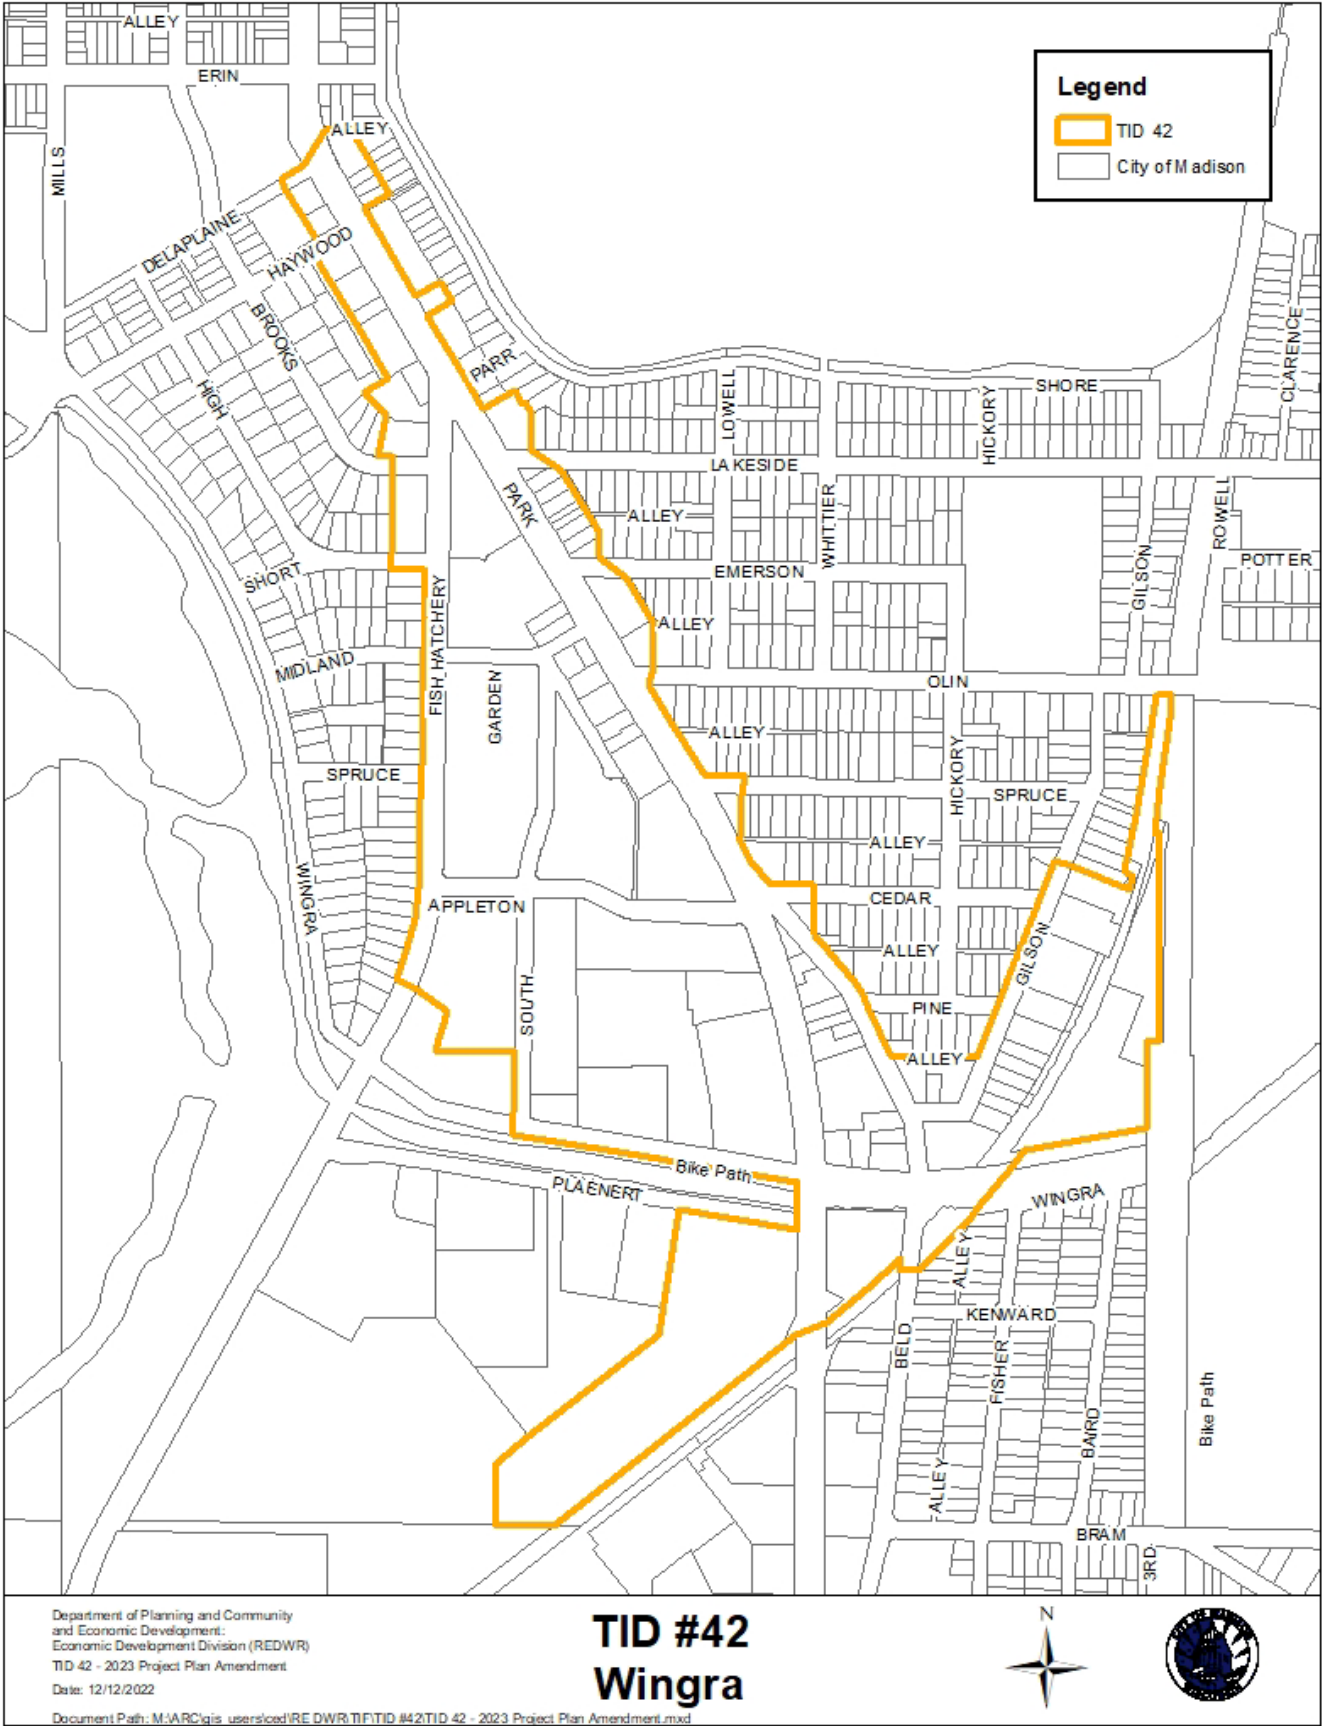 ALLEY
ERIN
Legend
TID 42
City of Madison
ALLEY
MILLS
DELAPLAINE
HAYWOOD
BROOKS
HIGH
PARR
LOWELL
SHORE
HICKORY
CLARENCE
LAKESIDE
PARK
ALLEY
WHITTIER
ROWELL
GILSON
EMERSON
POTTER
SHORT
FISH HATCHERY
ALLEY
MIDLAND
GARDEN
OLIN
ALLEY
HICKORY
SPRUCE
SPRUCE
ALLEY
WINGRA
APPLETON
CEDAR
ALLEY
GILSON
SOUTH
PINE
ALLEY
Bike Path
PLAENERT
WINGRA
ALLEY
KENWARD
BELD
FISHER
BAIRD
Bike Path
ALLEY
BRAM
3RD
Department of Planning and Community
and Economic Development:
Economic Development Division (REDWR)
TID 42 - 2023 Project Plan Amendment
Date: 12/12/2022
Document Path: M:\ARC\gis_users\ced\REDWR\TIF\TID #42\TID 42 - 2023 Project Plan Amendment.mxd
TID #42
Wingra
N